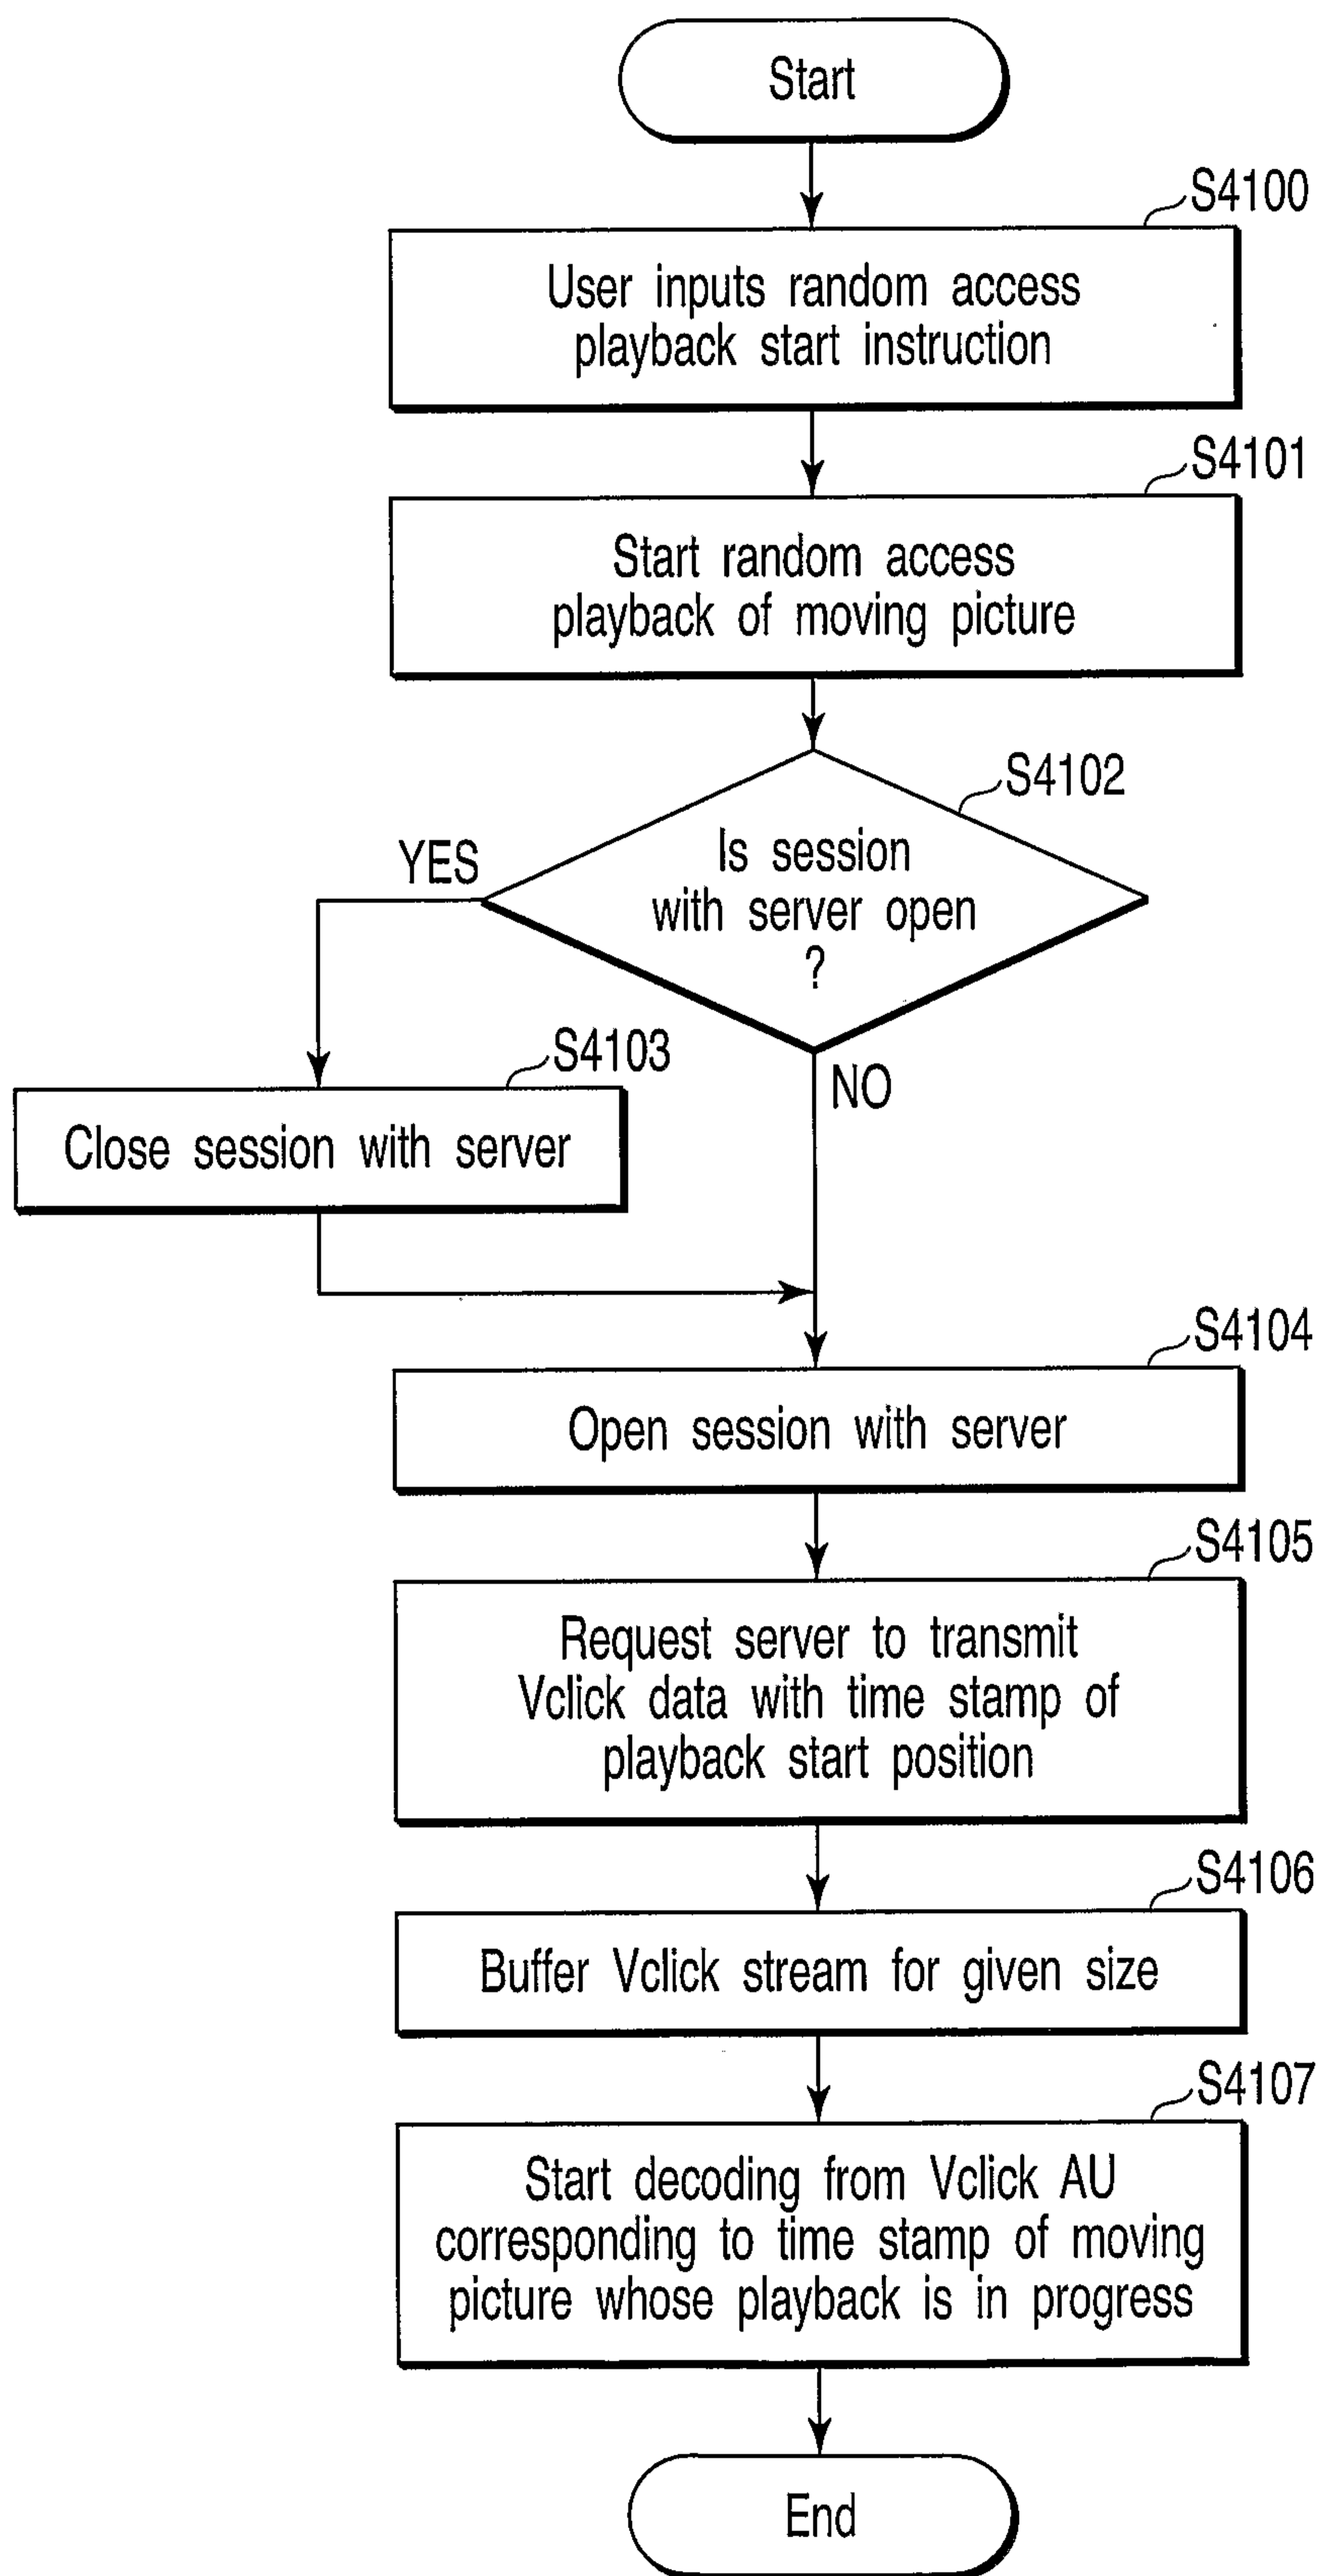 Start
S4100
User inputs random access
playback start instruction
S4101
Start random access
playback of moving picture
S4102
Is session
with server open
?
YES
NO
S4103
Close session with server
S4104
Open session with server
S4105
Request server to transmit
Vclick data with time stamp of
playback start position
S4106
Buffer Vclick stream for given size
S4107
Start decoding from Vclick AU
corresponding to time stamp of moving
picture whose playback is in progress
End